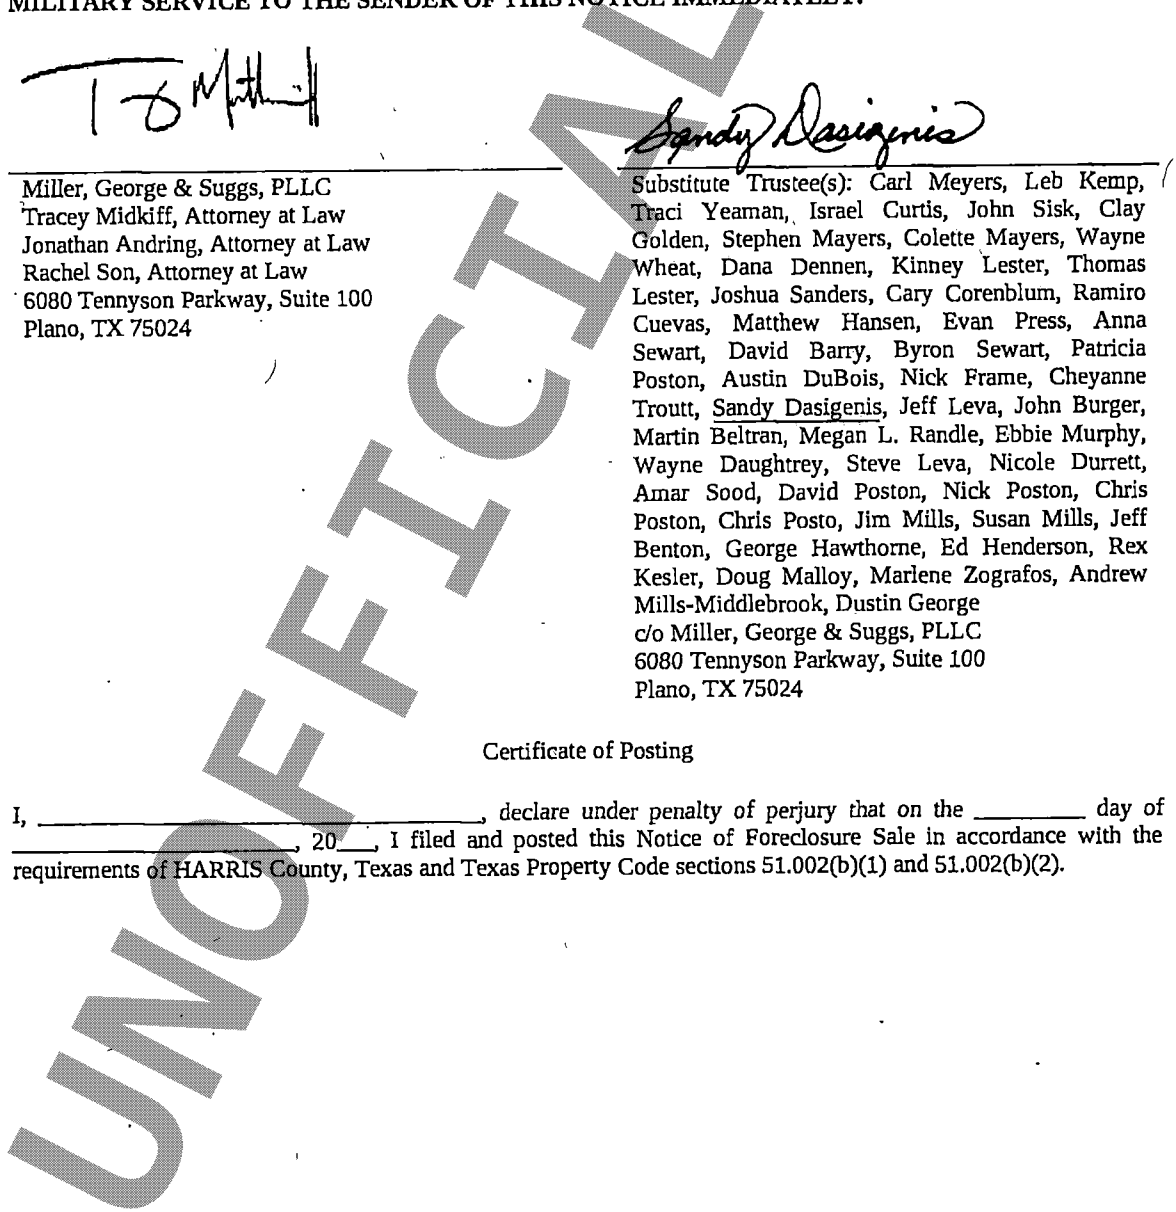 MILITARY SERVICE TO THE SENDER OF THIS NOTICE IMMEDIATELY.
Sandy Dasigenis
Miller, George & Suggs, PLLC
Tracey Midkiff, Attorney at Law
Jonathan Andring, Attorney at Law
Rachel Son, Attorney at Law
6080 Tennyson Parkway, Suite 100
Plano, TX 75024
Substitute Trustee(s): Carl Meyers, Leb Kemp,
Traci Yeaman, Israel Curtis, John Sisk, Clay
Golden, Stephen Mayers, Colette Mayers, Wayne
Wheat, Dana Dennen, Kinney Lester, Thomas
Lester, Joshua Sanders, Cary Corenblum, Ramiro
Cuevas, Matthew Hansen, Evan Press, Anna
Sewart, David Barry, Byron Sewart, Patricia
Poston, Austin DuBois, Nick Frame, Cheyanne
Troutt, Sandy Dasigenis, Jeff Leva, John Burger,
Martin Beltran, Megan L. Randle, Ebbie Murphy,
Wayne Daughtrey, Steve Leva, Nicole Durrett,
Amar Sood, David Poston, Nick Poston, Chris
Poston, Chris Posto, Jim Mills, Susan Mills, Jeff
Benton, George Hawthorne, Ed Henderson, Rex
Kesler, Doug Malloy, Marlene Zografos, Andrew
Mills-Middlebrook, Dustin George
c/o Miller, George & Suggs, PLLC
6080 Tennyson Parkway, Suite 100
Plano, TX 75024
Certificate of Posting
I, ____________________, declare under penalty of perjury that on the ________ day of
____________________, 20___, I filed and posted this Notice of Foreclosure Sale in accordance with the
requirements of HARRIS County, Texas and Texas Property Code sections 51.002(b)(1) and 51.002(b)(2).
UNOFFICIAL